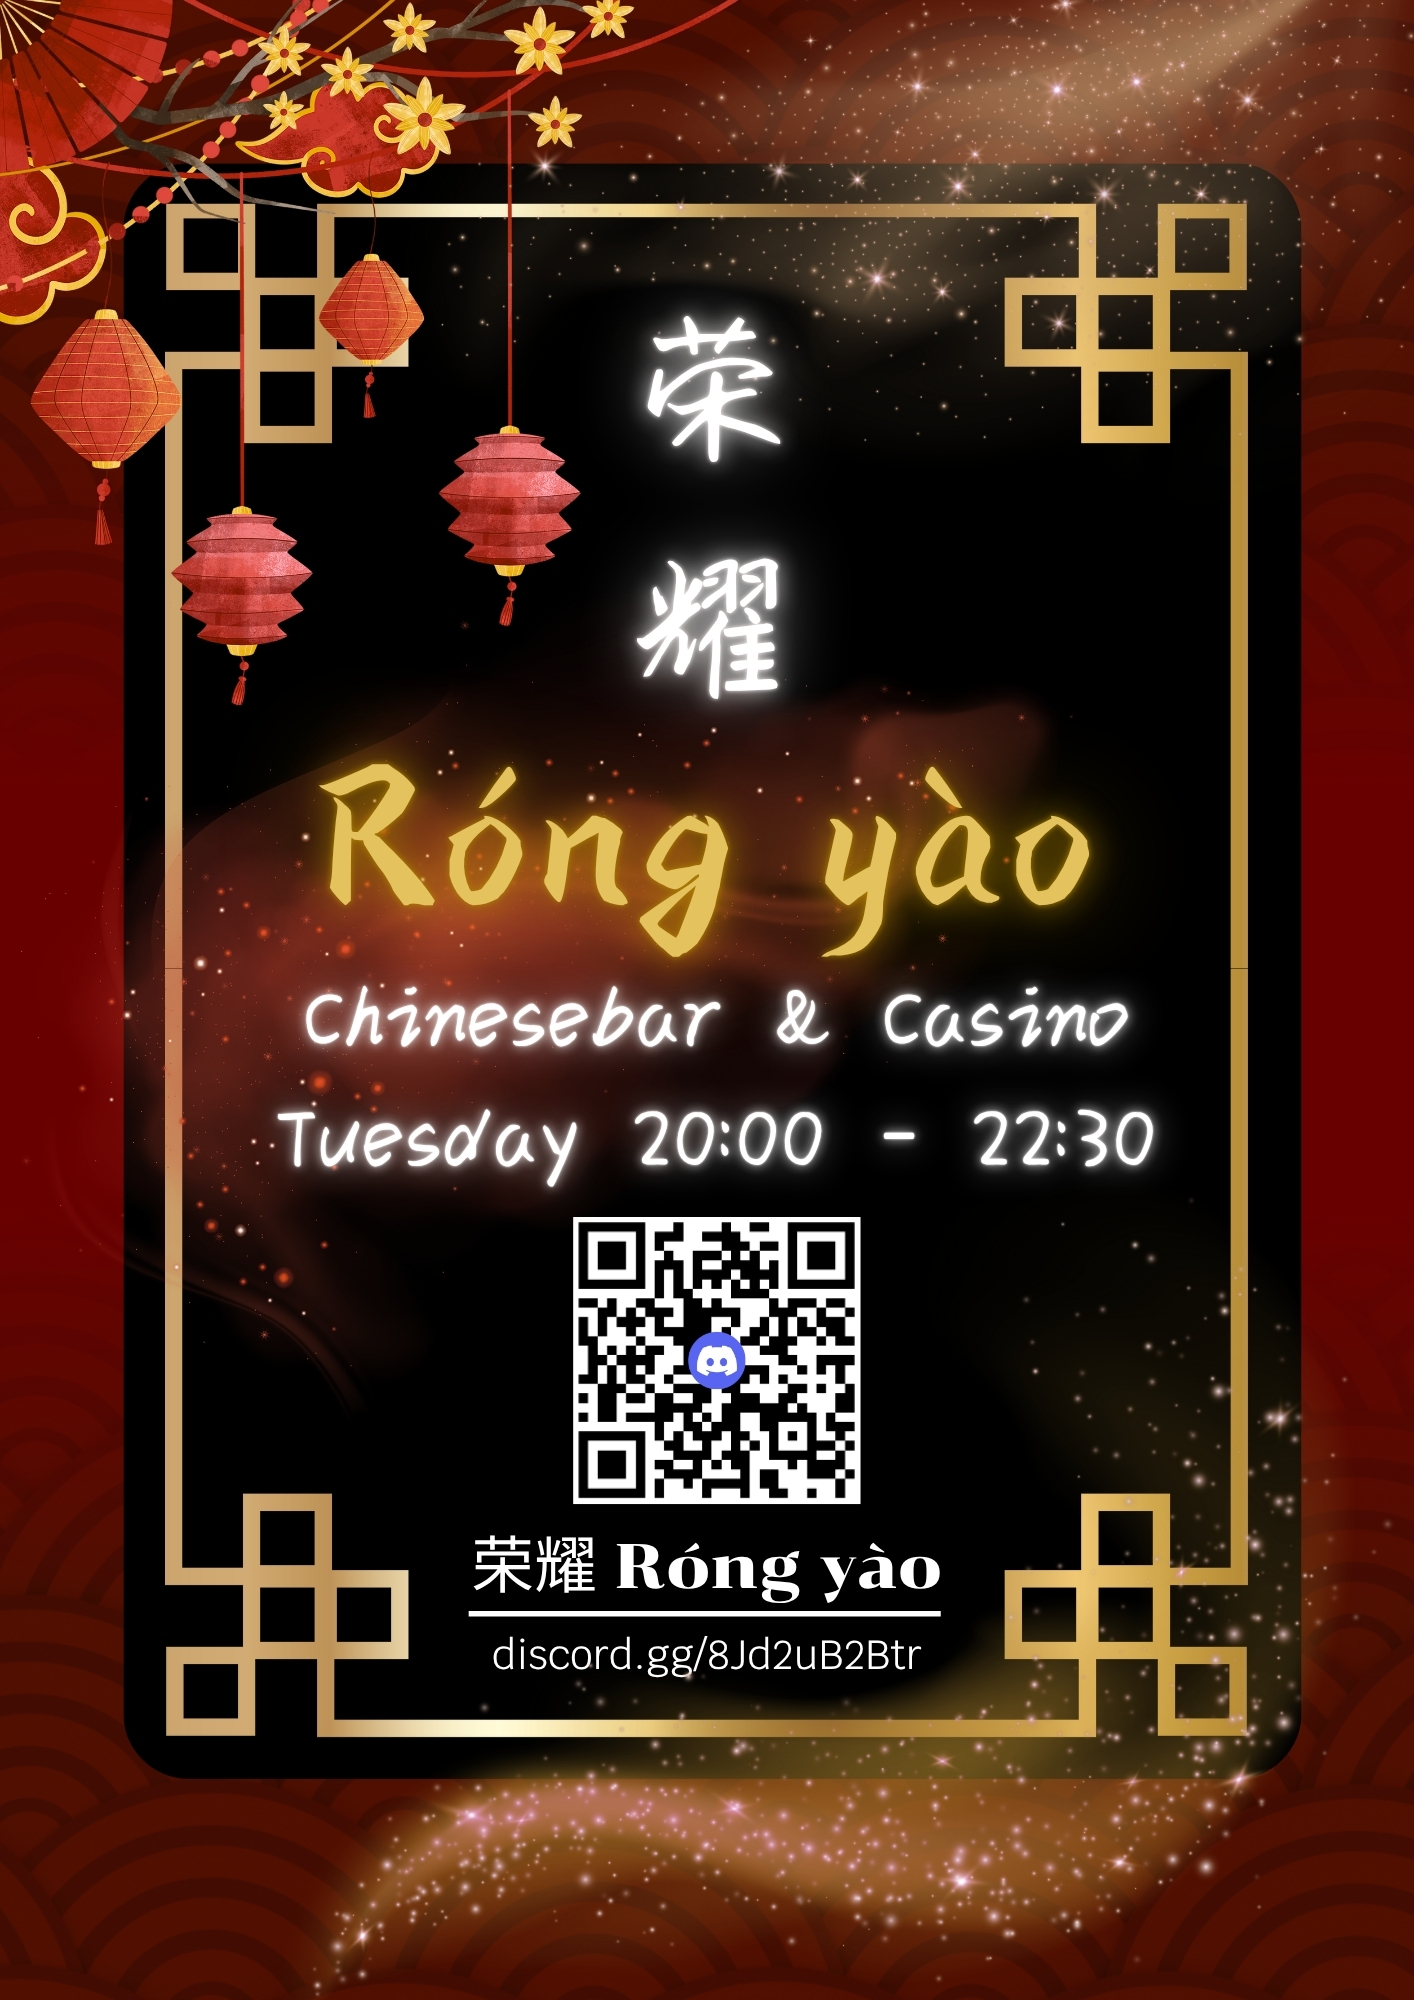 荣
耀
Róng yào
Chinesebar & Casino
Tuesday 20:00 - 22:30
荣耀 Róng yào
discord.gg/8Jd2uB2Btr